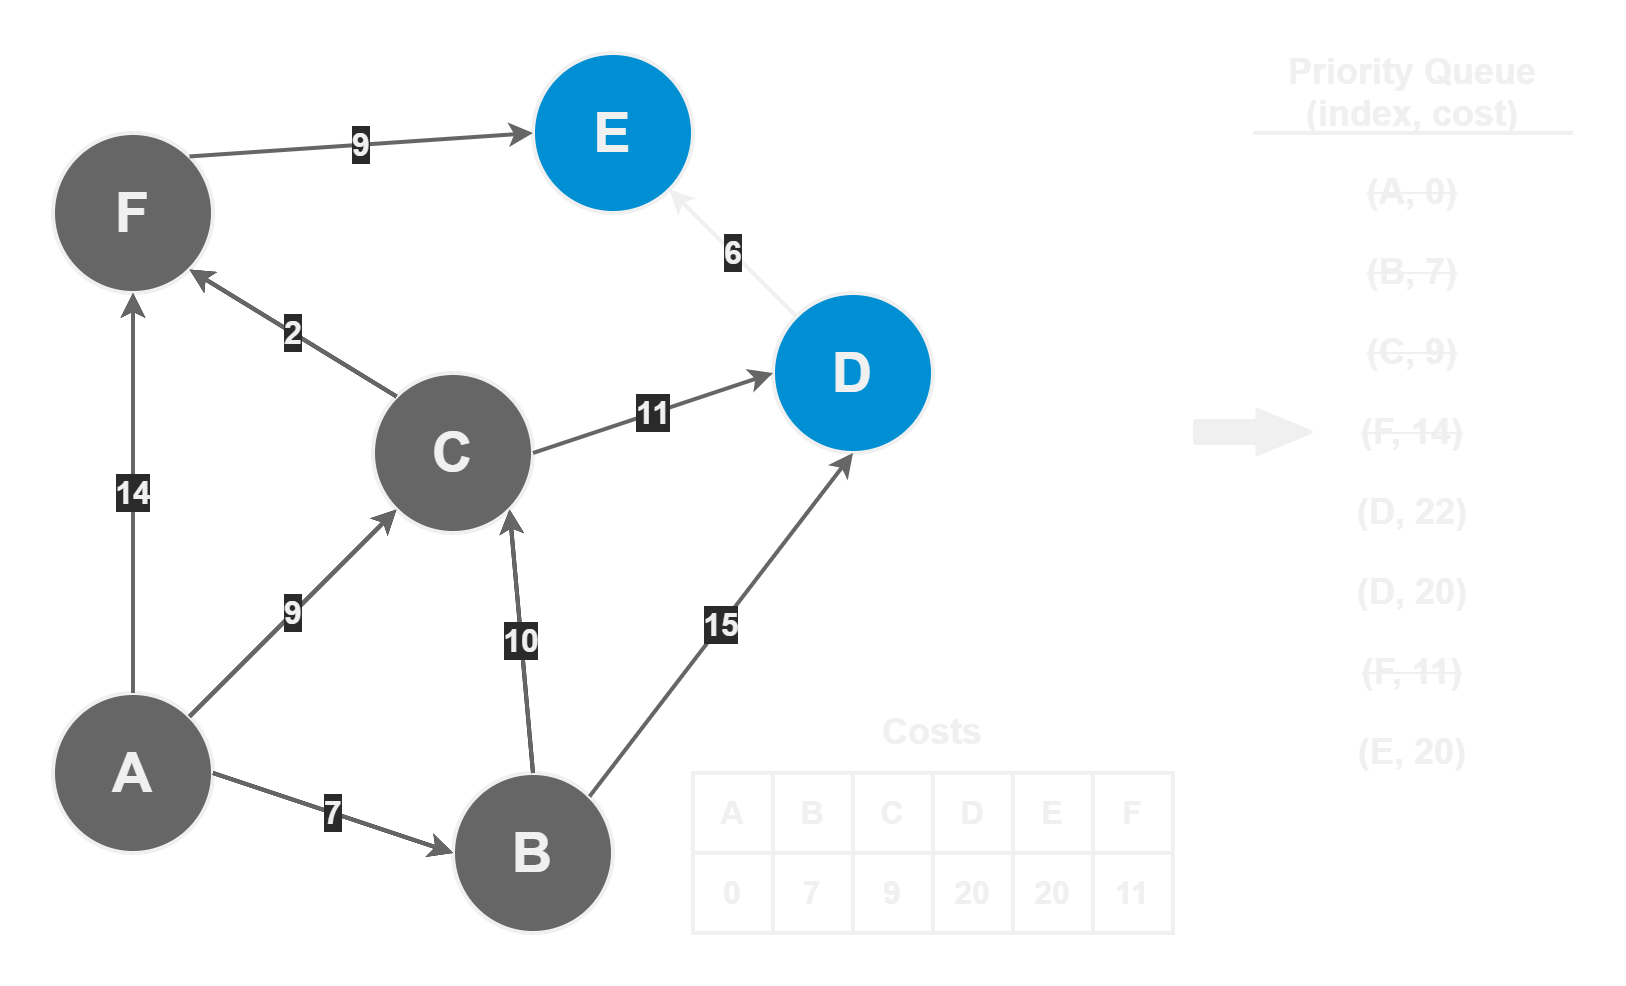 Priority Queue
(index, cost)
E
9
F
(A, 0)
6
(B, 7)
2
(C, 9)
D
11
C
(F, 14)
14
(D, 22)
9
10
15
(D, 20)
(F, 11)
Costs
(E, 20)
A
7
B
A B C D E F
0 7 9 20 20 11